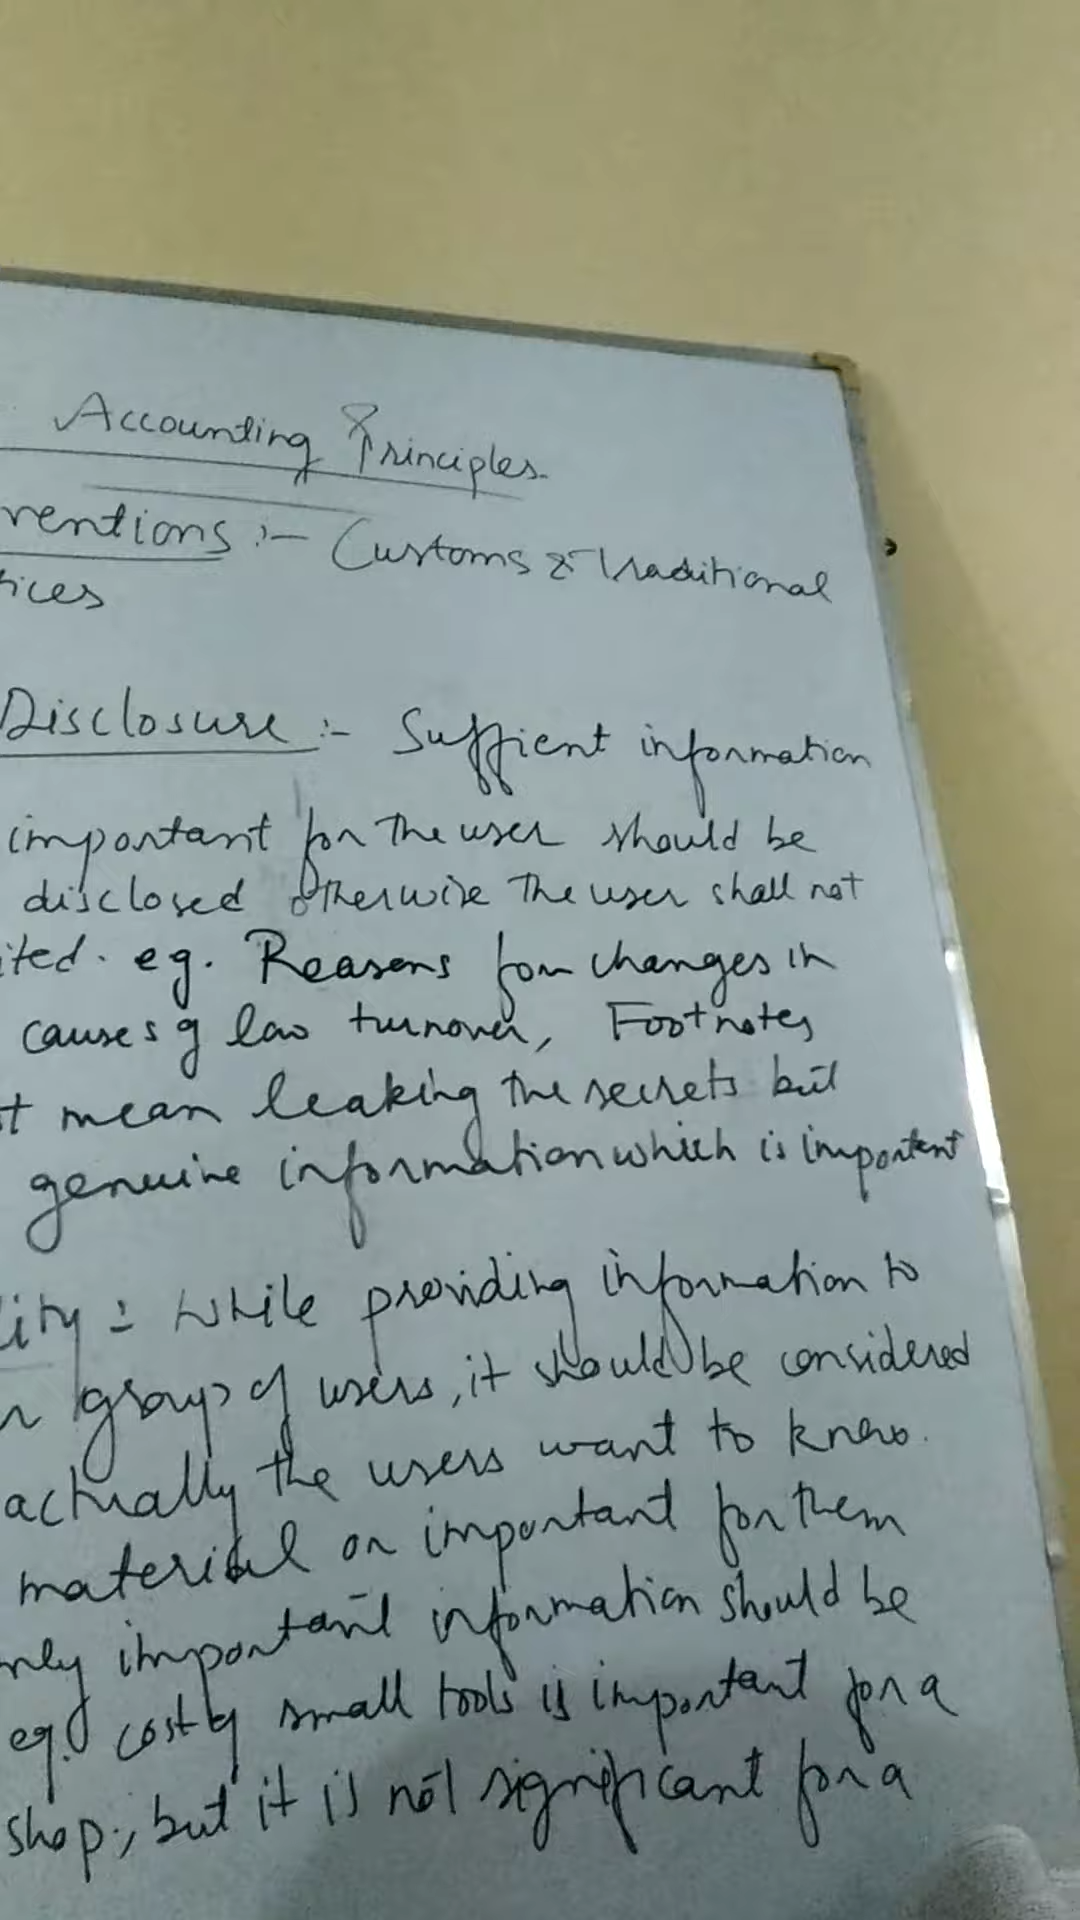 Accounting Principles
ventions :- Customs & Traditional
tices
Disclosure :- Suffient information
important for the user should be
disclosed otherwise the user shall not
ited. eg. Reasons for changes in
causes of low turnover, Footnotes
t mean leaking the secrets but
genuine information which is important
lity :- While providing information to
r group of users, it should be considered
actually the users want to know.
material or important for them
nly important information should be
eg. cost of small tools is important for a
shop, but it is not significant for a